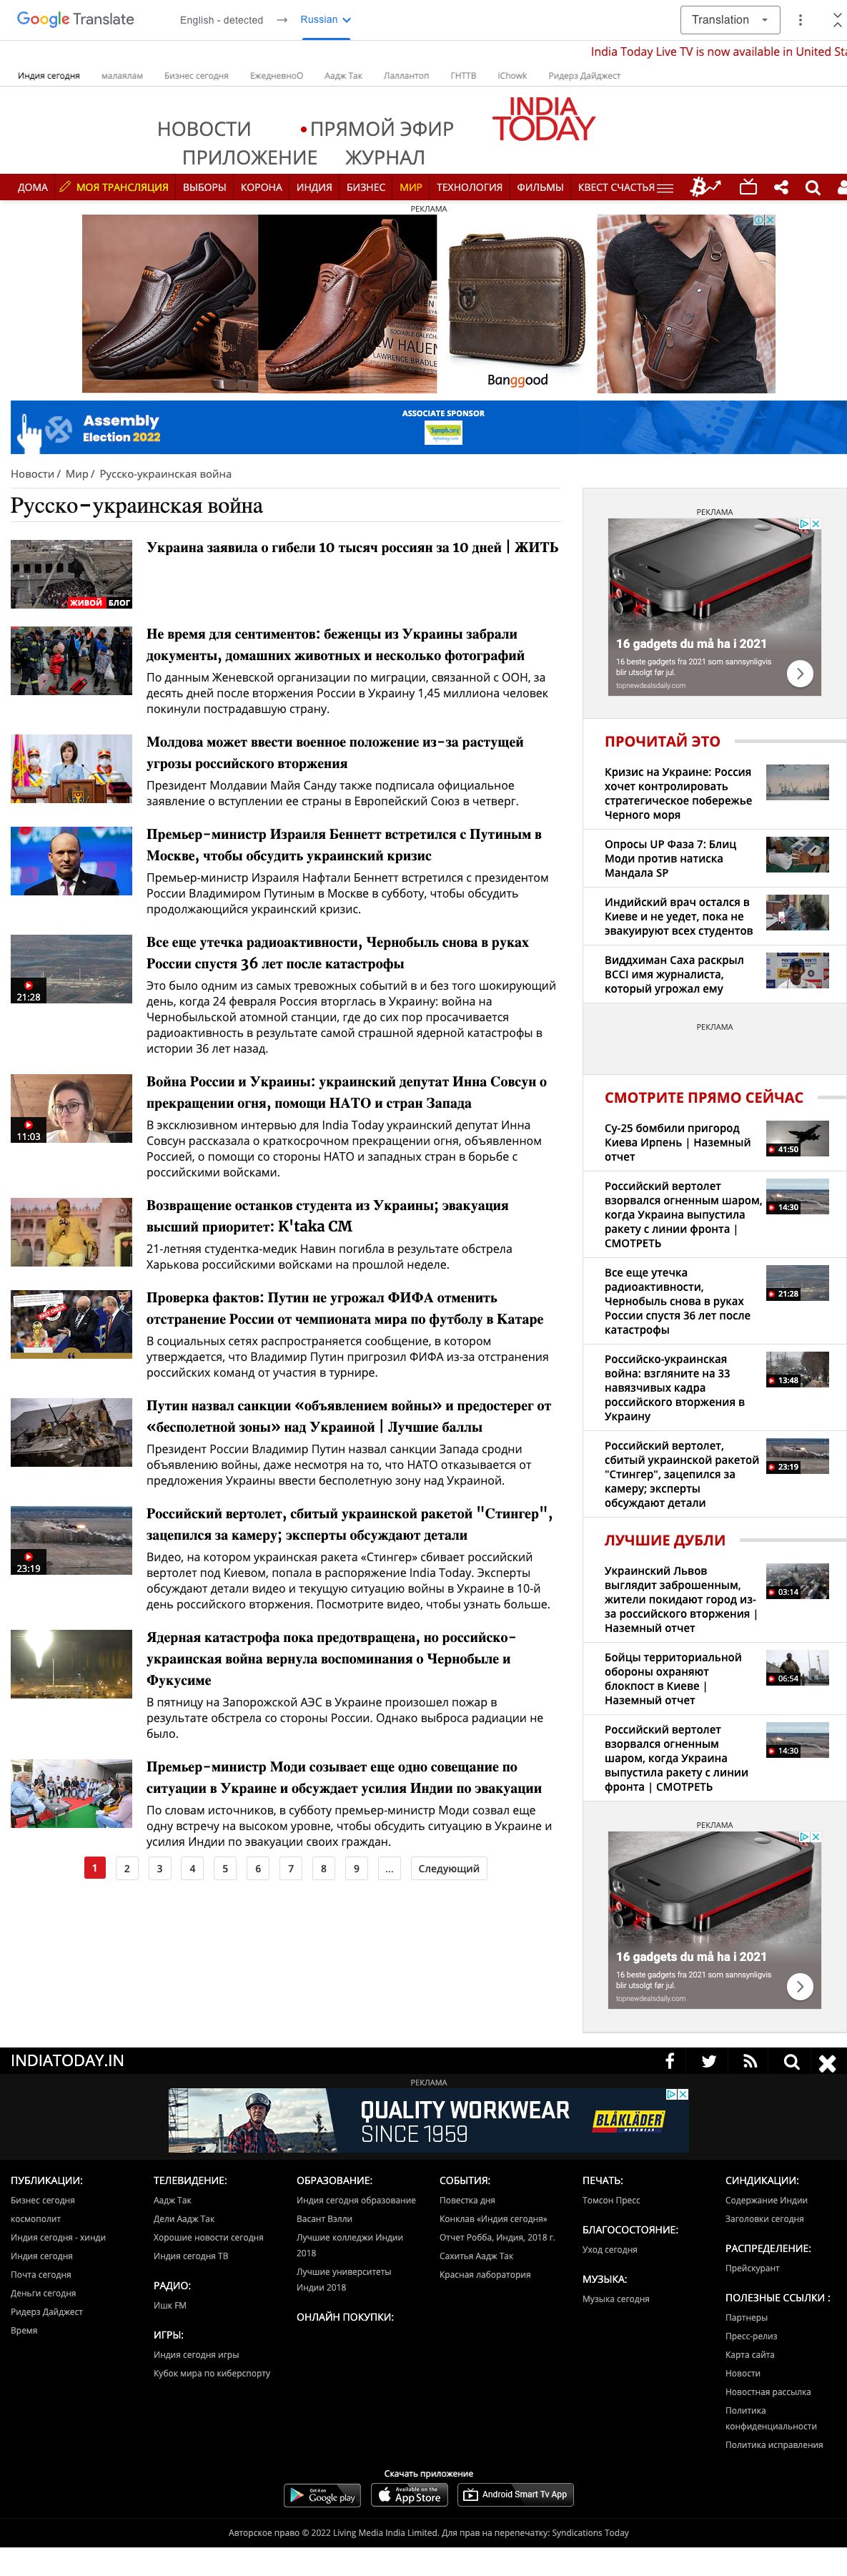 Google Translate
English - detected → Russian
Translation
India Today Live TV is now available in United Sta
Индия сегодня малаялам Бизнес сегодня ЕжедневноО Аадж Так Лаллантоп ГНТТВ iChowk Ридерз Дайджест
НОВОСТИ •ПРЯМОЙ ЭФИР
ПРИЛОЖЕНИЕ ЖУРНАЛ
INDIA
TODAY
ДОМА МОЯ ТРАНСЛЯЦИЯ ВЫБОРЫ КОРОНА ИНДИЯ БИЗНЕС МИР ТЕХНОЛОГИЯ ФИЛЬМЫ КВЕСТ СЧАСТЬЯ
РЕКЛАМА
NEW HAUEN
Banggood
Assembly
Election 2022
ASSOCIATE SPONSOR
Symphony
Новости / Мир / Русско-украинская война
Русско-украинская война
Украина заявила о гибели 10 тысяч россиян за 10 дней | ЖИТЬ
ЖИВОЙ БЛОГ
Не время для сентиментов: беженцы из Украины забрали
документы, домашних животных и несколько фотографий
По данным Женевской организации по миграции, связанной с ООН, за
десять дней после вторжения России в Украину 1,45 миллиона человек
покинули пострадавшую страну.
Молдова может ввести военное положение из-за растущей
угрозы российского вторжения
Президент Молдавии Майя Санду также подписала официальное
заявление о вступлении ее страны в Европейский Союз в четверг.
Премьер-министр Израиля Беннетт встретился с Путиным в
Москве, чтобы обсудить украинский кризис
Премьер-министр Израиля Нафтали Беннетт встретился с президентом
России Владимиром Путиным в Москве в субботу, чтобы обсудить
продолжающийся украинский кризис.
Все еще утечка радиоактивности, Чернобыль снова в руках
России спустя 36 лет после катастрофы
21:28
Это было одним из самых тревожных событий в и без того шокирующий
день, когда 24 февраля Россия вторглась в Украину: война на
Чернобыльской атомной станции, где до сих пор просачивается
радиоактивность в результате самой страшной ядерной катастрофы в
истории 36 лет назад.
Война России и Украины: украинский депутат Инна Совсун о
прекращении огня, помощи НАТО и стран Запада
11:03
В эксклюзивном интервью для India Today украинский депутат Инна
Совсун рассказала о краткосрочном прекращении огня, объявленном
Россией, о помощи со стороны НАТО и западных стран в борьбе с
российскими войсками.
Возвращение останков студента из Украины; эвакуация
высший приоритет: K'taka CM
21-летняя студентка-медик Навин погибла в результате обстрела
Харькова российскими войсками на прошлой неделе.
Проверка фактов: Путин не угрожал ФИФА отменить
отстранение России от чемпионата мира по футболу в Катаре
В социальных сетях распространяется сообщение, в котором
утверждается, что Владимир Путин пригрозил ФИФА из-за отстранения
российских команд от участия в турнире.
Путин назвал санкции «объявлением войны» и предостерег от
«бесполетной зоны» над Украиной | Лучшие баллы
Президент России Владимир Путин назвал санкции Запада сродни
объявлению войны, даже несмотря на то, что НАТО отказывается от
предложения Украины ввести бесполетную зону над Украиной.
Российский вертолет, сбитый украинской ракетой "Стингер",
зацепился за камеру; эксперты обсуждают детали
23:19
Видео, на котором украинская ракета «Стингер» сбивает российский
вертолет под Киевом, попала в распоряжение India Today. Эксперты
обсуждают детали видео и текущую ситуацию войны в Украине в 10-й
день российского вторжения. Посмотрите видео, чтобы узнать больше.
Ядерная катастрофа пока предотвращена, но российско-
украинская война вернула воспоминания о Чернобыле и
Фукусиме
В пятницу на Запорожской АЭС в Украине произошел пожар в
результате обстрела со стороны России. Однако выброса радиации не
было.
Премьер-министр Моди созывает еще одно совещание по
ситуации в Украине и обсуждает усилия Индии по эвакуации
По словам источников, в субботу премьер-министр Моди созвал еще
одну встречу на высоком уровне, чтобы обсудить ситуацию в Украине и
усилия Индии по эвакуации своих граждан.
1 2 3 4 5 6 7 8 9 ... Следующий
РЕКЛАМА
16 gadgets du må ha i 2021
16 beste gadgets fra 2021 som sannsynligvis
blir utsolgt før jul.
topnewdealsdaily.com
ПРОЧИТАЙ ЭТО
Кризис на Украине: Россия
хочет контролировать
стратегическое побережье
Черного моря
Опросы UP Фаза 7: Блиц
Моди против натиска
Мандала SP
Индийский врач остался в
Киеве и не уедет, пока не
эвакуируют всех студентов
Виддхиман Саха раскрыл
BCCI имя журналиста,
который угрожал ему
РЕКЛАМА
СМОТРИТЕ ПРЯМО СЕЙЧАС
Су-25 бомбили пригород
Киева Ирпень | Наземный
отчет
41:50
Российский вертолет
взорвался огненным шаром,
когда Украина выпустила
ракету с линии фронта |
СМОТРЕТЬ
14:30
Все еще утечка
радиоактивности,
Чернобыль снова в руках
России спустя 36 лет после
катастрофы
21:28
Российско-украинская
война: взгляните на 33
навязчивых кадра
российского вторжения в
Украину
13:48
Российский вертолет,
сбитый украинской ракетой
"Стингер", зацепился за
камеру; эксперты
обсуждают детали
23:19
ЛУЧШИЕ ДУБЛИ
Украинский Львов
выглядит заброшенным,
жители покидают город из-
за российского вторжения |
Наземный отчет
03:14
Бойцы территориальной
обороны охраняют
блокпост в Киеве |
Наземный отчет
06:54
Российский вертолет
взорвался огненным
шаром, когда Украина
выпустила ракету с линии
фронта | СМОТРЕТЬ
14:30
РЕКЛАМА
16 gadgets du må ha i 2021
16 beste gadgets fra 2021 som sannsynligvis
blir utsolgt før jul.
topnewdealsdaily.com
INDIATODAY.IN
РЕКЛАМА
QUALITY WORKWEAR
SINCE 1959
BLÅKLÄDER
WORKWEAR
ПУБЛИКАЦИИ:
Бизнес сегодня
космополит
Индия сегодня - хинди
Индия сегодня
Почта сегодня
Деньги сегодня
Ридерз Дайджест
Время
ТЕЛЕВИДЕНИЕ:
Аадж Так
Дели Аадж Так
Хорошие новости сегодня
Индия сегодня ТВ
РАДИО:
Ишк FM
ИГРЫ:
Индия сегодня игры
Кубок мира по киберспорту
ОБРАЗОВАНИЕ:
Индия сегодня образование
Васант Вэлли
Лучшие колледжи Индии
2018
Лучшие университеты
Индии 2018
ОНЛАЙН ПОКУПКИ:
СОБЫТИЯ:
Повестка дня
Конклав «Индия сегодня»
Отчет Робба, Индия, 2018 г.
Сахитья Аадж Так
Красная лаборатория
ПЕЧАТЬ:
Томсон Пресс
БЛАГОСОСТОЯНИЕ:
Уход сегодня
МУЗЫКА:
Музыка сегодня
СИНДИКАЦИИ:
Содержание Индии
Заголовки сегодня
РАСПРЕДЕЛЕНИЕ:
Прейскурант
ПОЛЕЗНЫЕ ССЫЛКИ :
Партнеры
Пресс-релиз
Карта сайта
Новости
Новостная рассылка
Политика
конфиденциальности
Политика исправления
Скачать приложение
Get it on
Google play
Available on the
App Store
Android Smart Tv App
Авторское право © 2022 Living Media India Limited. Для прав на перепечатку: Syndications Today